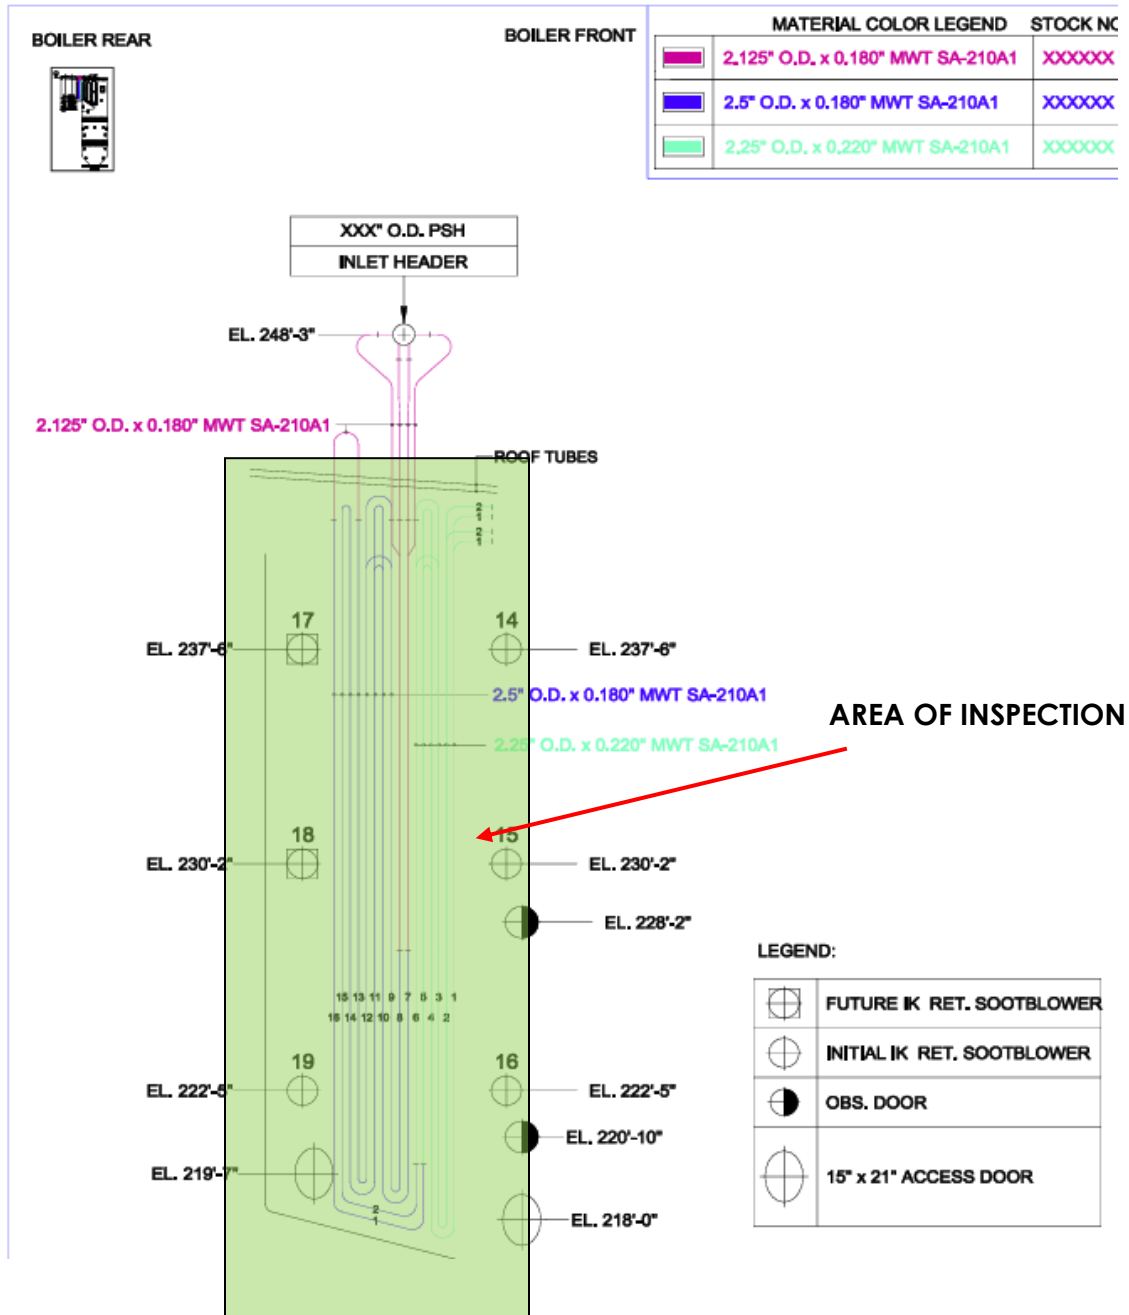 BOILER REAR
BOILER FRONT
MATERIAL COLOR LEGEND STOCK NO
2.125" O.D. x 0.180" MWT SA-210A1 XXXXXX
2.5" O.D. x 0.180" MWT SA-210A1 XXXXXX
2.25" O.D. x 0.220" MWT SA-210A1 XXXXXX
XXX" O.D. PSH
INLET HEADER
EL. 248'-3"
2.125" O.D. x 0.180" MWT SA-210A1
ROOF TUBES
17 14
EL. 237'-6" EL. 237'-6"
2.5" O.D. x 0.180" MWT SA-210A1
AREA OF INSPECTION
2.25" O.D. x 0.220" MWT SA-210A1
18 15
EL. 230'-2" EL. 230'-2"
EL. 228'-2"
LEGEND:
15 13 11 9 7 5 3 1
16 14 12 10 8 6 4 2
FUTURE IK RET. SOOTBLOWER
INITIAL IK RET. SOOTBLOWER
19 16
EL. 222'-5" EL. 222'-5"
OBS. DOOR
EL. 220'-10"
EL. 219'-7"
15" x 21" ACCESS DOOR
2
1
EL. 218'-0"